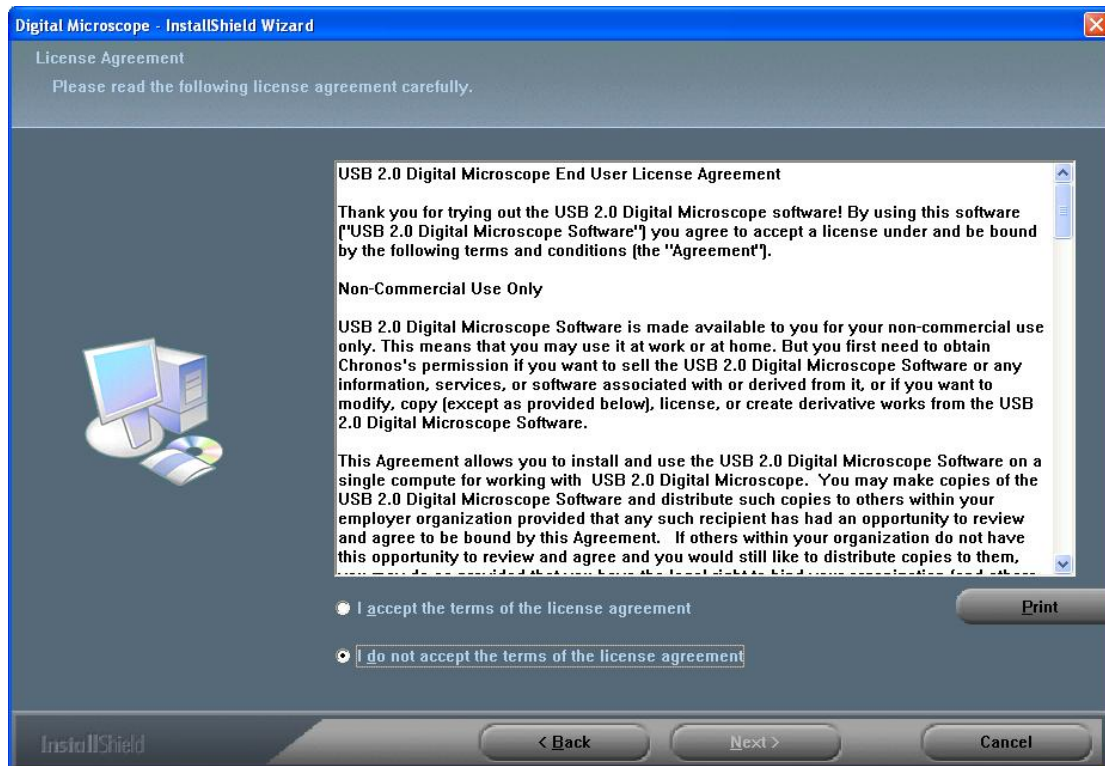 Digital Microscope - InstallShield Wizard
License Agreement
Please read the following license agreement carefully.
USB 2.0 Digital Microscope End User License Agreement
Thank you for trying out the USB 2.0 Digital Microscope software! By using this software
("USB 2.0 Digital Microscope Software") you agree to accept a license under and be bound
by the following terms and conditions (the "Agreement").
Non-Commercial Use Only
USB 2.0 Digital Microscope Software is made available to you for your non-commercial use
only. This means that you may use it at work or at home. But you first need to obtain
Chronos's permission if you want to sell the USB 2.0 Digital Microscope Software or any
information, services, or software associated with or derived from it, or if you want to
modify, copy (except as provided below), license, or create derivative works from the USB
2.0 Digital Microscope Software.
This Agreement allows you to install and use the USB 2.0 Digital Microscope Software on a
single compute for working with  USB 2.0 Digital Microscope.  You may make copies of the
USB 2.0 Digital Microscope Software and distribute such copies to others within your
employer organization provided that any such recipient has had an opportunity to review
and agree to be bound by this Agreement.   If others within your organization do not have
this opportunity to review and agree and you would still like to distribute copies to them,
I accept the terms of the license agreement
Print
I do not accept the terms of the license agreement
InstallShield
< Back
Next >
Cancel